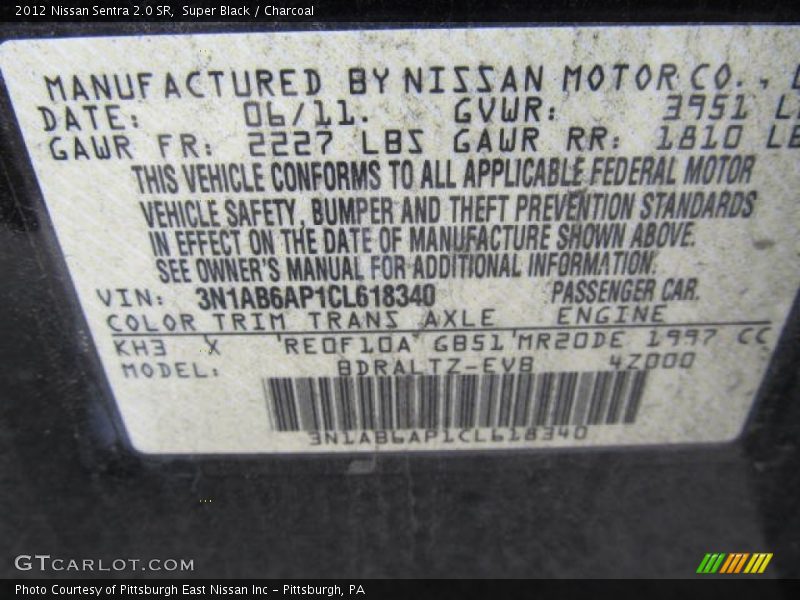 2012 Nissan Sentra 2.0 SR, Super Black / Charcoal
MANUFACTURED BY NISSAN MOTOR CO.,
DATE: 06/11. GVWR: 3951 L
GAWR FR: 2227 LBS GAWR RR: 1810 LB
THIS VEHICLE CONFORMS TO ALL APPLICABLE FEDERAL MOTOR
VEHICLE SAFETY, BUMPER AND THEFT PREVENTION STANDARDS
IN EFFECT ON THE DATE OF MANUFACTURE SHOWN ABOVE.
SEE OWNER'S MANUAL FOR ADDITIONAL INFORMATION.
VIN: 3N1AB6AP1CL618340 PASSENGER CAR.
COLOR TRIM TRANS AXLE ENGINE
KH3 X 'RE0F10A' GB51'MR20DE 1997 CC
MODEL: BDRALTZ-EVB 4Z000
3N1AB6AP1CL618340
GTCARLOT.COM
Photo Courtesy of Pittsburgh East Nissan Inc - Pittsburgh, PA